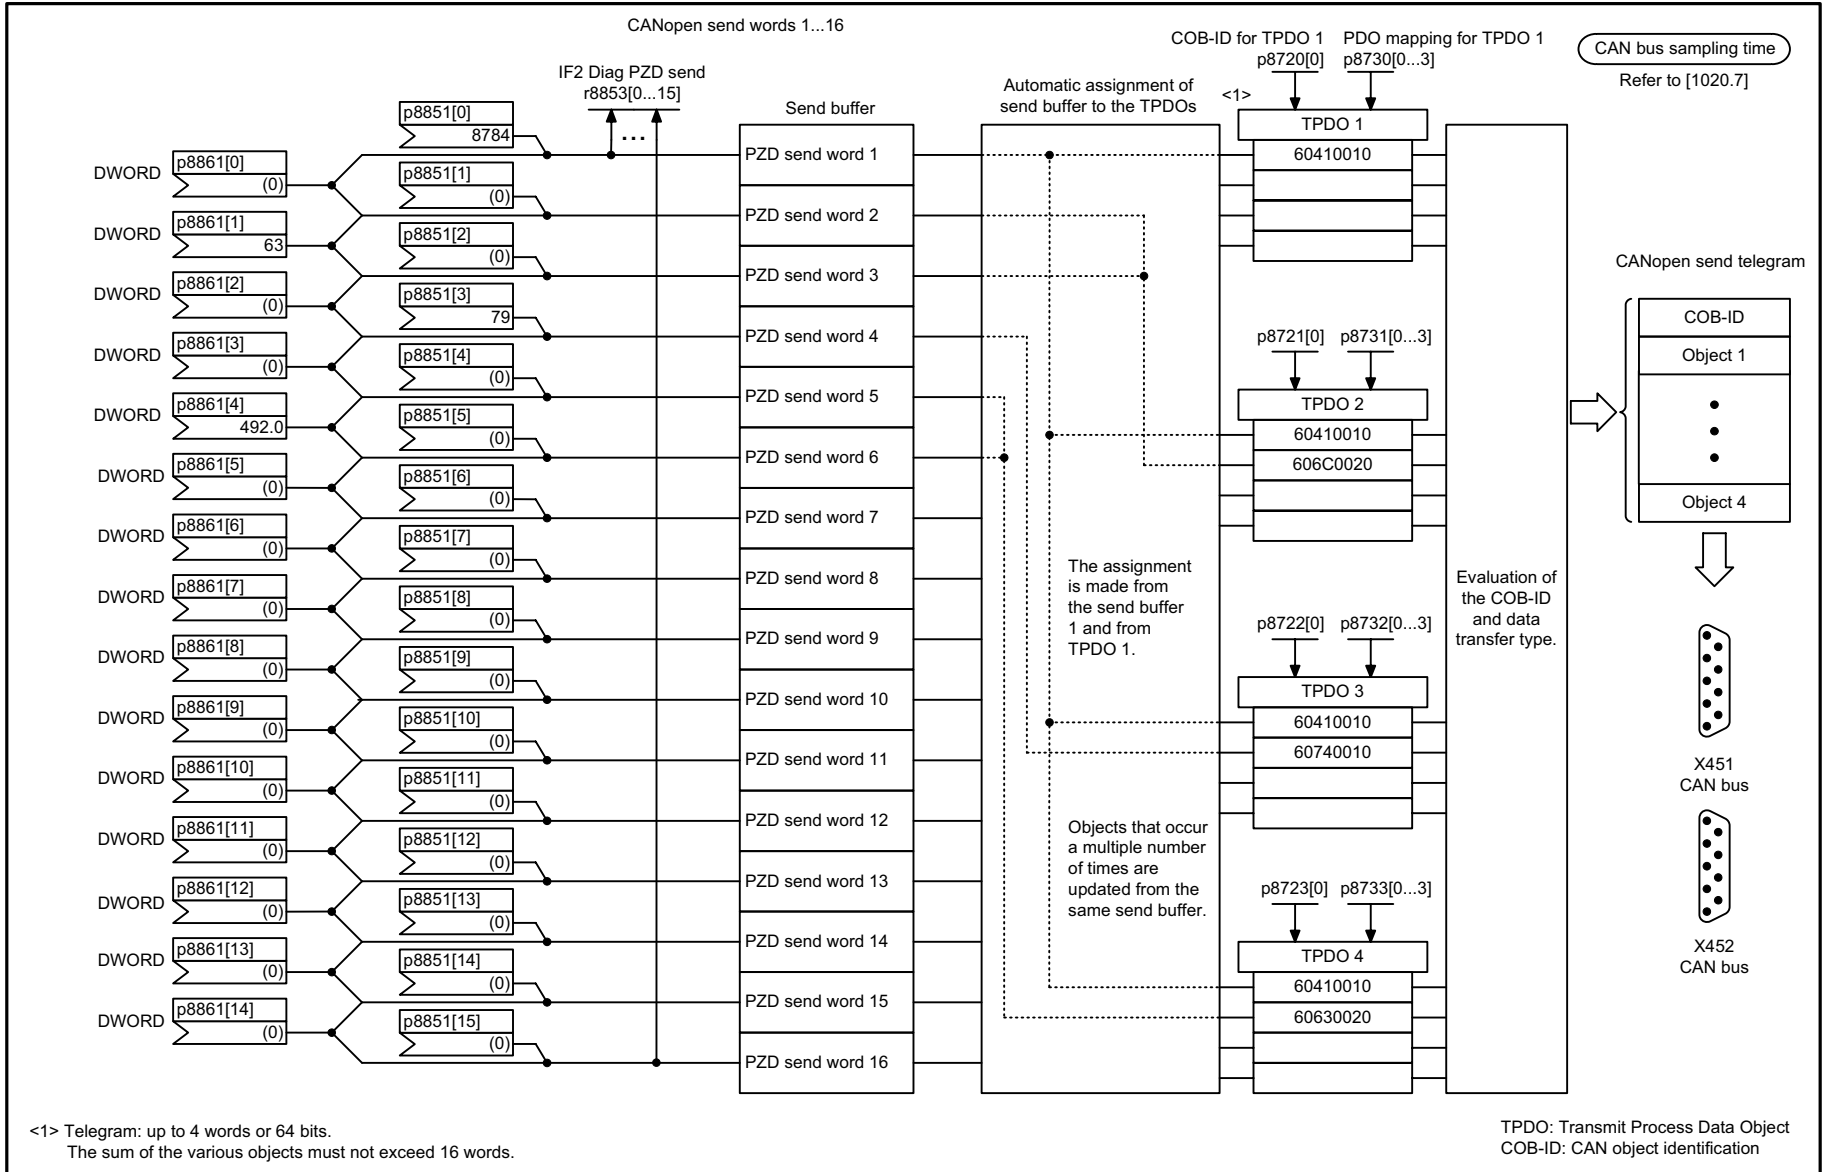 CANopen send words 1...16
COB-ID for TPDO 1
p8720[0]
PDO mapping for TPDO 1
p8730[0...3]
CAN bus sampling time
Refer to [1020.7]
IF2 Diag PZD send
r8853[0...15]
...
Send buffer
Automatic assignment of
send buffer to the TPDOs
<1>
DWORD
p8861[0]
(0)
DWORD
p8861[1]
63
DWORD
p8861[2]
(0)
DWORD
p8861[3]
(0)
DWORD
p8861[4]
492.0
DWORD
p8861[5]
(0)
DWORD
p8861[6]
(0)
DWORD
p8861[7]
(0)
DWORD
p8861[8]
(0)
DWORD
p8861[9]
(0)
DWORD
p8861[10]
(0)
DWORD
p8861[11]
(0)
DWORD
p8861[12]
(0)
DWORD
p8861[13]
(0)
DWORD
p8861[14]
(0)
p8851[0]
8784
p8851[1]
(0)
p8851[2]
(0)
p8851[3]
79
p8851[4]
(0)
p8851[5]
(0)
p8851[6]
(0)
p8851[7]
(0)
p8851[8]
(0)
p8851[9]
(0)
p8851[10]
(0)
p8851[11]
(0)
p8851[12]
(0)
p8851[13]
(0)
p8851[14]
(0)
p8851[15]
(0)
PZD send word 1
PZD send word 2
PZD send word 3
PZD send word 4
PZD send word 5
PZD send word 6
PZD send word 7
PZD send word 8
PZD send word 9
PZD send word 10
PZD send word 11
PZD send word 12
PZD send word 13
PZD send word 14
PZD send word 15
PZD send word 16
The assignment
is made from
the send buffer
1 and from
TPDO 1.
Objects that occur
a multiple number
of times are
updated from the
same send buffer.
TPDO 1
60410010
p8721[0]
p8731[0...3]
TPDO 2
60410010
606C0020
p8722[0]
p8732[0...3]
TPDO 3
60410010
60740010
p8723[0]
p8733[0...3]
TPDO 4
60410010
60630020
Evaluation of
the COB-ID
and data
transfer type.
CANopen send telegram
COB-ID
Object 1
Object 4
X451
CAN bus
X452
CAN bus
<1> Telegram: up to 4 words or 64 bits.
The sum of the various objects must not exceed 16 words.
TPDO: Transmit Process Data Object
COB-ID: CAN object identification